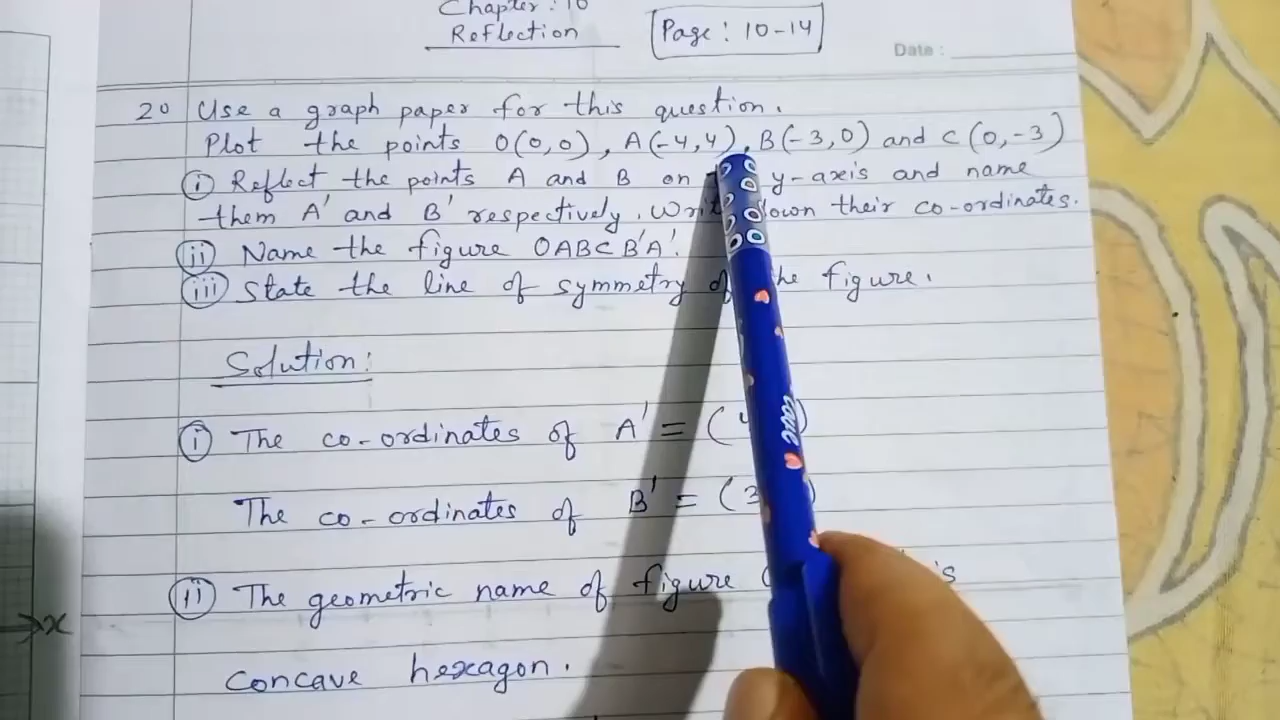 Chapter: 10
Reflection
Page: 10-14
Date:
20 Use a graph paper for this question.
Plot the points O(0,0), A(-4,4), B(-3,0) and C(0,-3)
(i) Reflect the points A and B on y-axis and name
them A' and B' respectively. down their co-ordinates.
(ii) Name the figure OABCB'A'.
(iii) State the line of symmetry figure.
Solution:
(i) The co-ordinates of A' = (
The co-ordinates of B' = (3
(ii) The geometric name of figure is
concave hexagon.
x